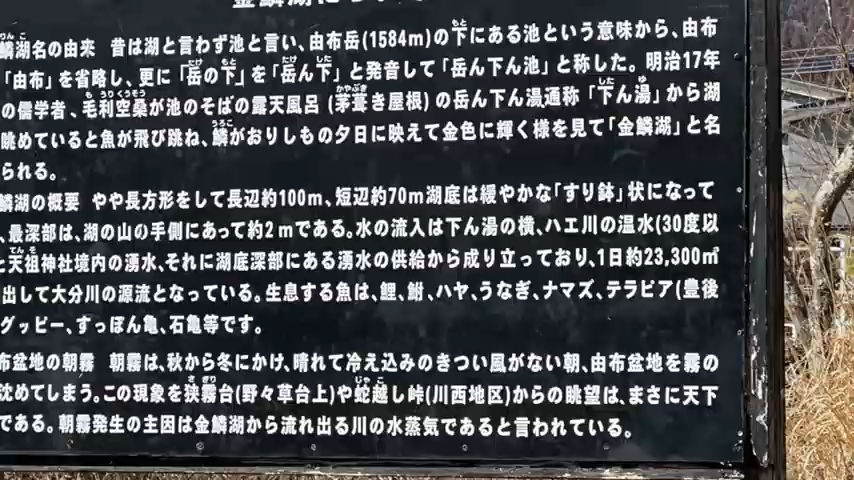 金鱗湖に
鱗湖名の由来 昔は湖と言わず池と言い、由布岳(1584m)の下にある池という意味から、由布
「由布」を省略し、更に「岳の下」を「岳ん下」と発音して「岳ん下ん池」と称した。明治17年
の儒学者、毛利空桑が池のそばの露天風呂(茅葺き屋根)の岳ん下ん湯通称「下ん湯」から湖
眺めていると魚が飛び跳ね、鱗がおりしもの夕日に映えて金色に輝く様を見て「金鱗湖」と名
られる。
鱗湖の概要 やや長方形をして長辺約100m、短辺約70m湖底は緩やかな「すり鉢」状になって
、最深部は、湖の山の手側にあって約2mである。水の流入は下ん湯の横、ハエ川の温水(30度以
と天祖神社境内の湧水、それに湖底深部にある湧水の供給から成り立っており、1日約23,300㎥
出して大分川の源流となっている。生息する魚は、鯉、鮒、ハヤ、うなぎ、ナマズ、テラピア(豊後
グッピー、すっぽん亀、石亀等です。
布盆地の朝霧 朝霧は、秋から冬にかけ、晴れて冷え込みのきつい風がない朝、由布盆地を霧の
沈めてしまう。この現象を狭霧台(野々草台上)や蛇越し峠(川西地区)からの眺望は、まさに天下
である。朝霧発生の主因は金鱗湖から流れ出る川の水蒸気であると言われている。